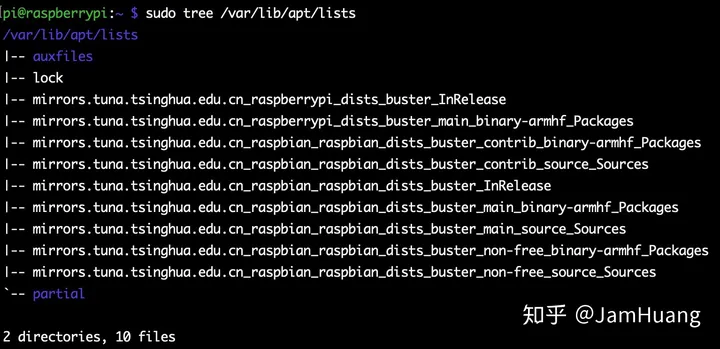 pi@raspberrypi:~ $ sudo tree /var/lib/apt/lists
/var/lib/apt/lists
|-- auxfiles
|-- lock
|-- mirrors.tuna.tsinghua.edu.cn_raspberrypi_dists_buster_InRelease
|-- mirrors.tuna.tsinghua.edu.cn_raspberrypi_dists_buster_main_binary-armhf_Packages
|-- mirrors.tuna.tsinghua.edu.cn_raspbian_raspbian_dists_buster_contrib_binary-armhf_Packages
|-- mirrors.tuna.tsinghua.edu.cn_raspbian_raspbian_dists_buster_contrib_source_Sources
|-- mirrors.tuna.tsinghua.edu.cn_raspbian_raspbian_dists_buster_InRelease
|-- mirrors.tuna.tsinghua.edu.cn_raspbian_raspbian_dists_buster_main_binary-armhf_Packages
|-- mirrors.tuna.tsinghua.edu.cn_raspbian_raspbian_dists_buster_main_source_Sources
|-- mirrors.tuna.tsinghua.edu.cn_raspbian_raspbian_dists_buster_non-free_binary-armhf_Packages
|-- mirrors.tuna.tsinghua.edu.cn_raspbian_raspbian_dists_buster_non-free_source_Sources
`-- partial
知乎 @JamHuang
2 directories, 10 files